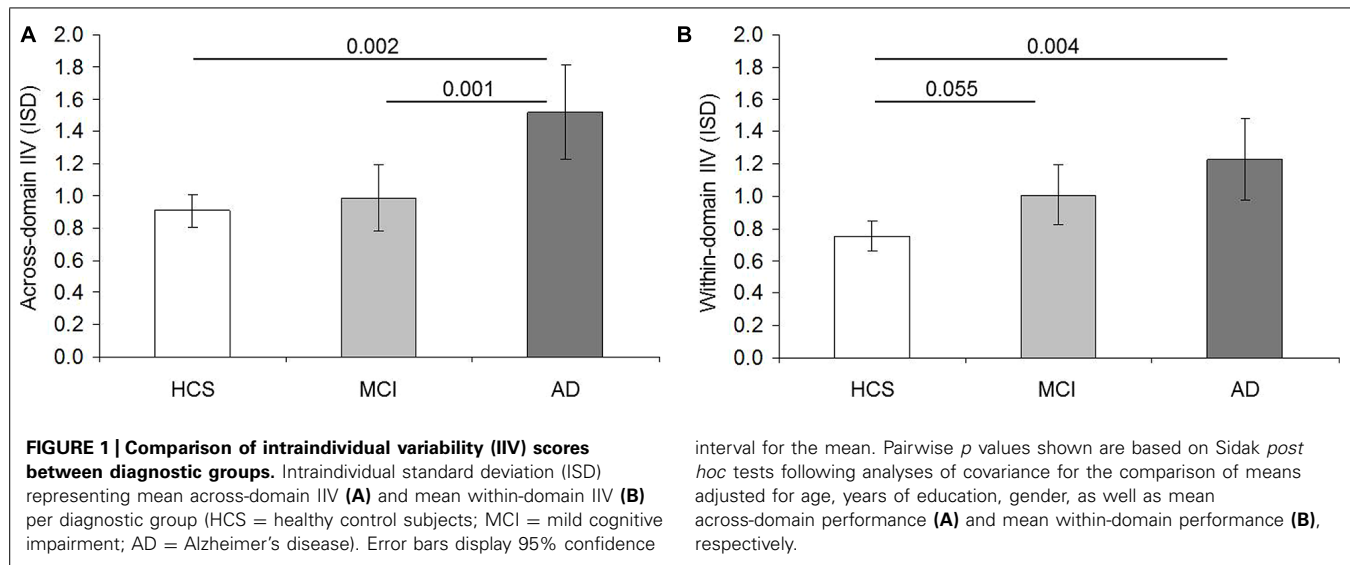 A
0.002
0.001
Across-domain IIV (ISD)
2.0
1.8
1.6
1.4
1.2
1.0
0.8
0.6
0.4
0.2
0.0
HCS MCI AD
B
0.004
0.055
Within-domain IIV (ISD)
2.0
1.8
1.6
1.4
1.2
1.0
0.8
0.6
0.4
0.2
0.0
HCS MCI AD
FIGURE 1 | Comparison of intraindividual variability (IIV) scores
between diagnostic groups. Intraindividual standard deviation (ISD)
representing mean across-domain IIV (A) and mean within-domain IIV (B)
per diagnostic group (HCS = healthy control subjects; MCI = mild cognitive
impairment; AD = Alzheimer's disease). Error bars display 95% confidence
interval for the mean. Pairwise p values shown are based on Sidak post
hoc tests following analyses of covariance for the comparison of means
adjusted for age, years of education, gender, as well as mean
across-domain performance (A) and mean within-domain performance (B),
respectively.